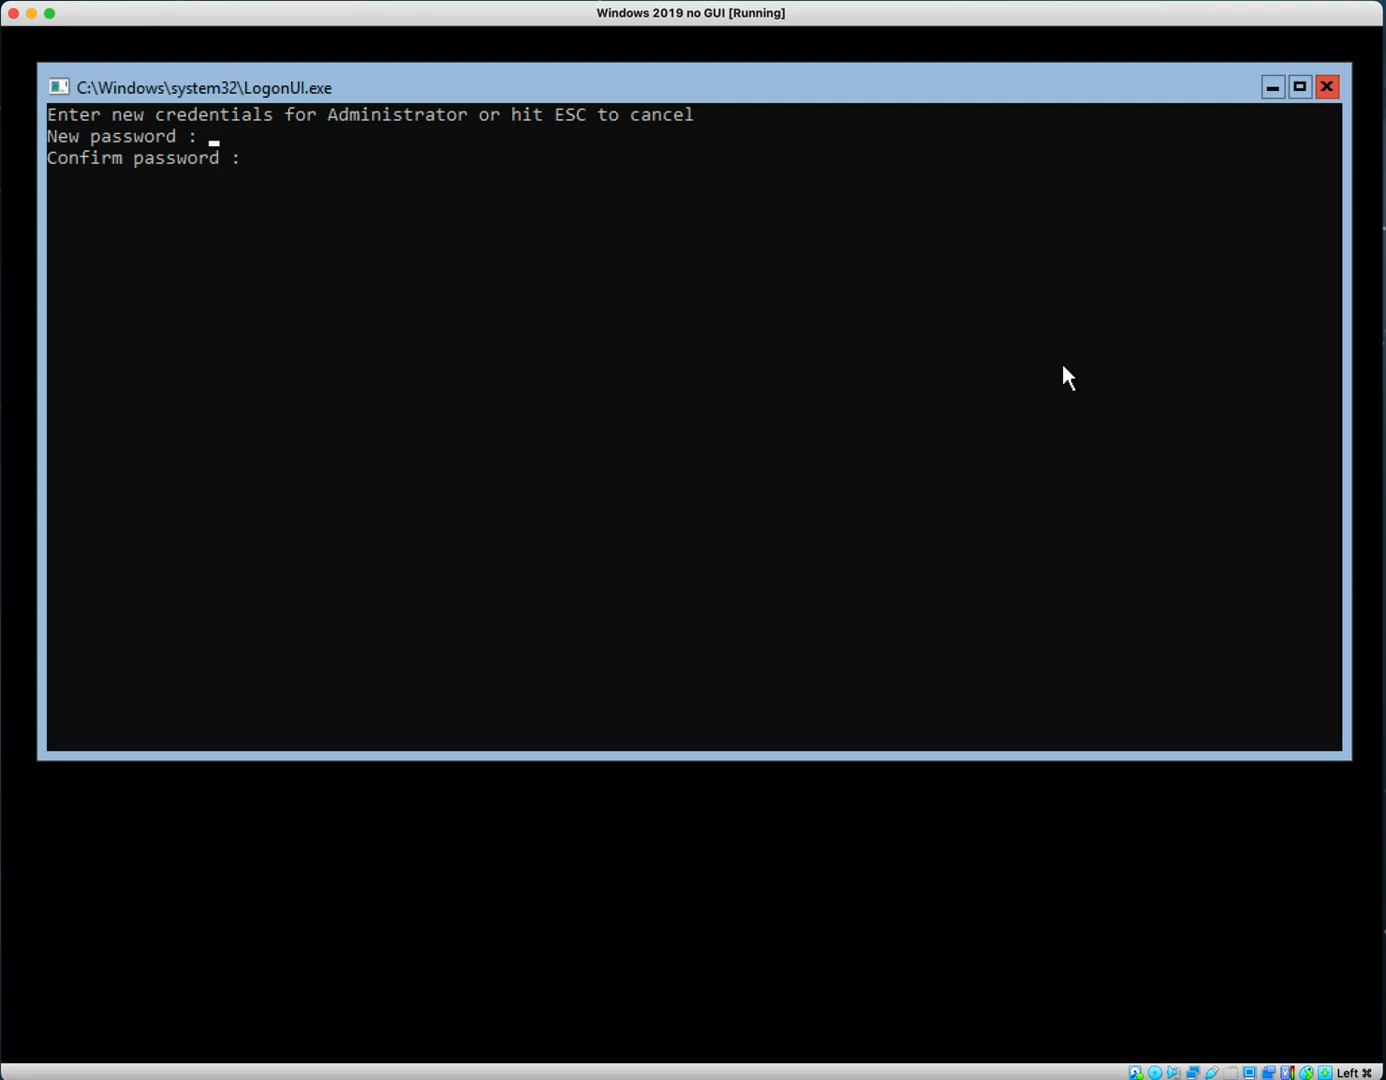 Windows 2019 no GUI [Running]
C:\Windows\system32\LogonUI.exe
Enter new credentials for Administrator or hit ESC to cancel
New password :
Confirm password :
Left ⌘